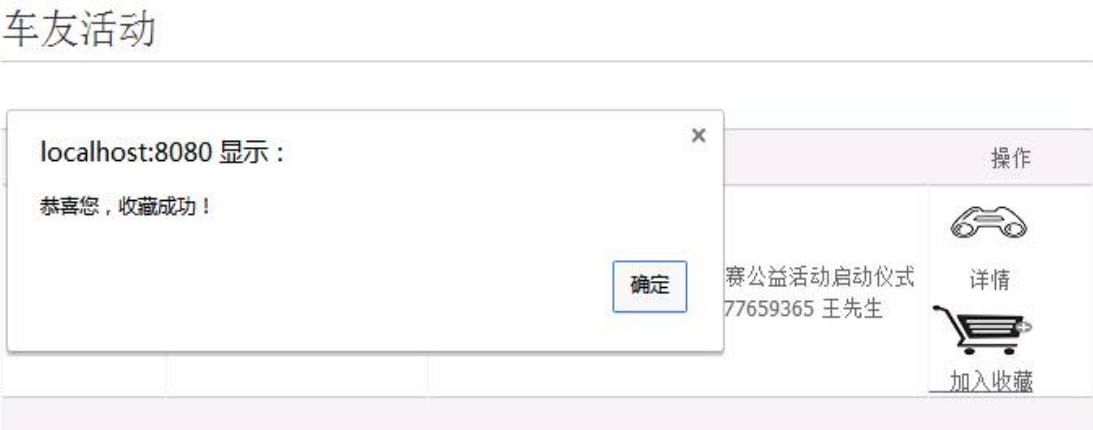 车友活动
localhost:8080 显示：
×
恭喜您，收藏成功！
确定
操作
赛公益活动启动仪式
77659365 王先生
详情
加入收藏